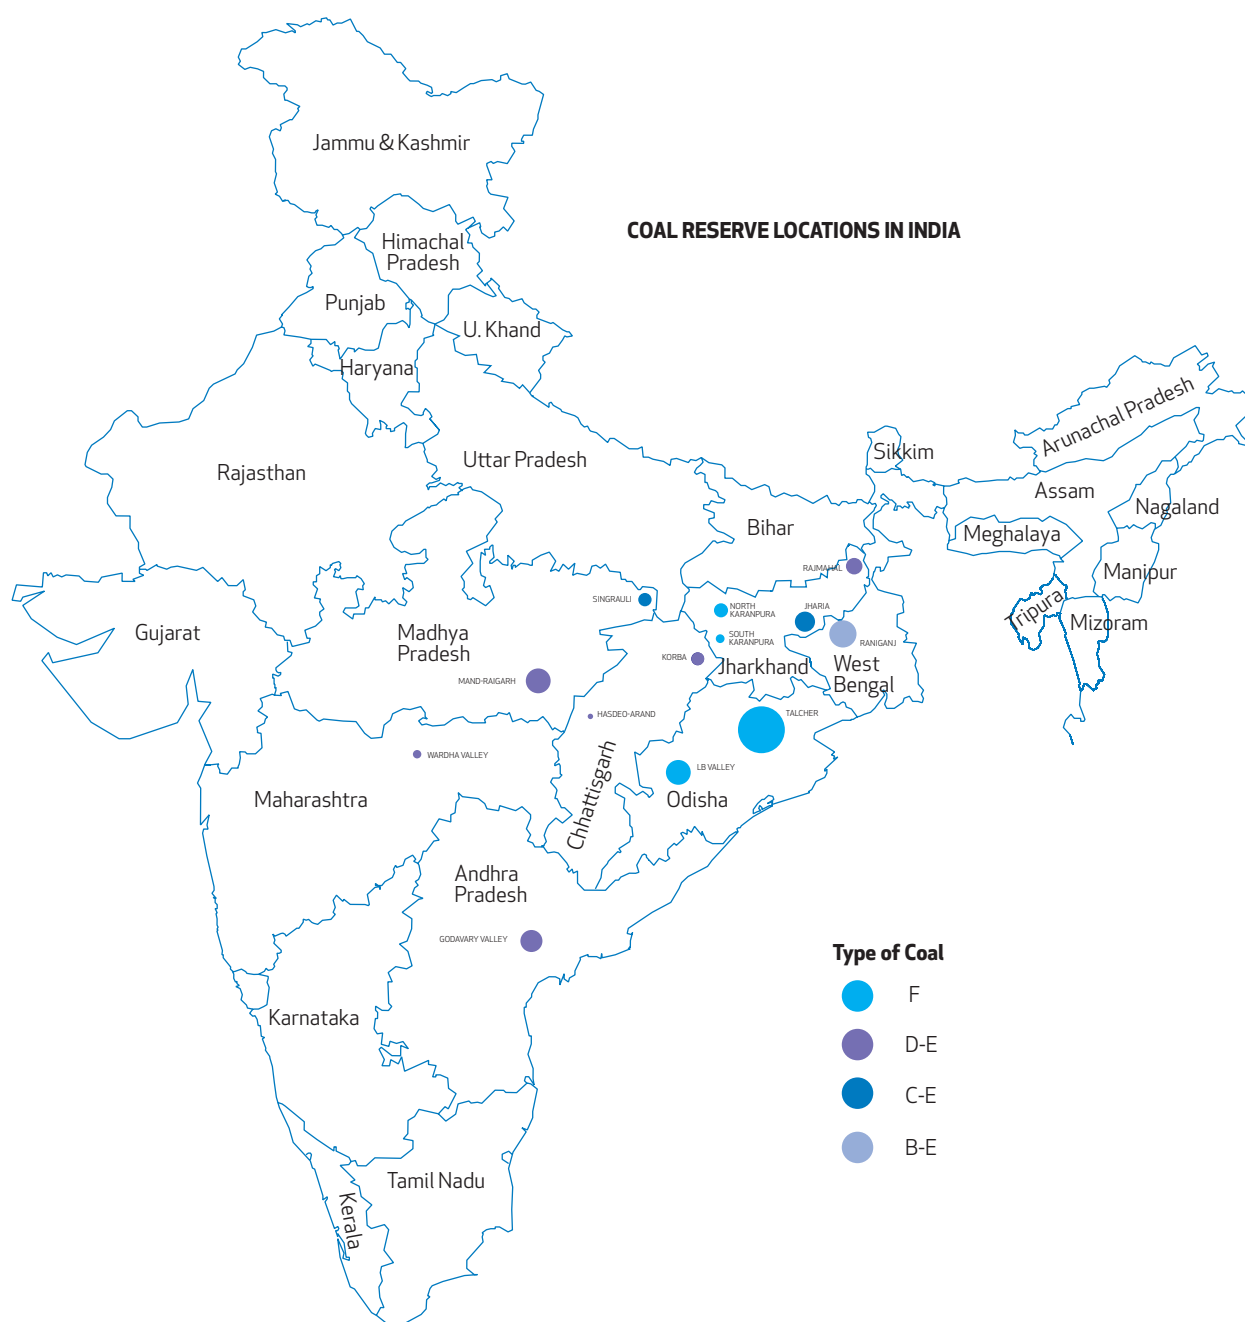 Jammu & Kashmir
COAL RESERVE LOCATIONS IN INDIA
Himachal
Pradesh
Punjab
U. Khand
Haryana
Arunachal Pradesh
Sikkim
Uttar Pradesh
Rajasthan
Assam
Nagaland
Bihar
Meghalaya
RAJMAHAL
Manipur
SINGRAULI
NORTH
KARANPURA
JHARIA
Tripura
Mizoram
Gujarat
Madhya
Pradesh
SOUTH
KARANPURA
RANIGANJ
KORBA
Jharkhand
West
Bengal
MAND-RAIGARH
HASDEO-ARAND
TALCHER
WARDHA VALLEY
LB VALLEY
Chhattisgarh
Maharashtra
Odisha
Andhra
Pradesh
GODAVARY VALLEY
Type of Coal
F
Karnataka
D-E
C-E
B-E
Tamil Nadu
Kerala